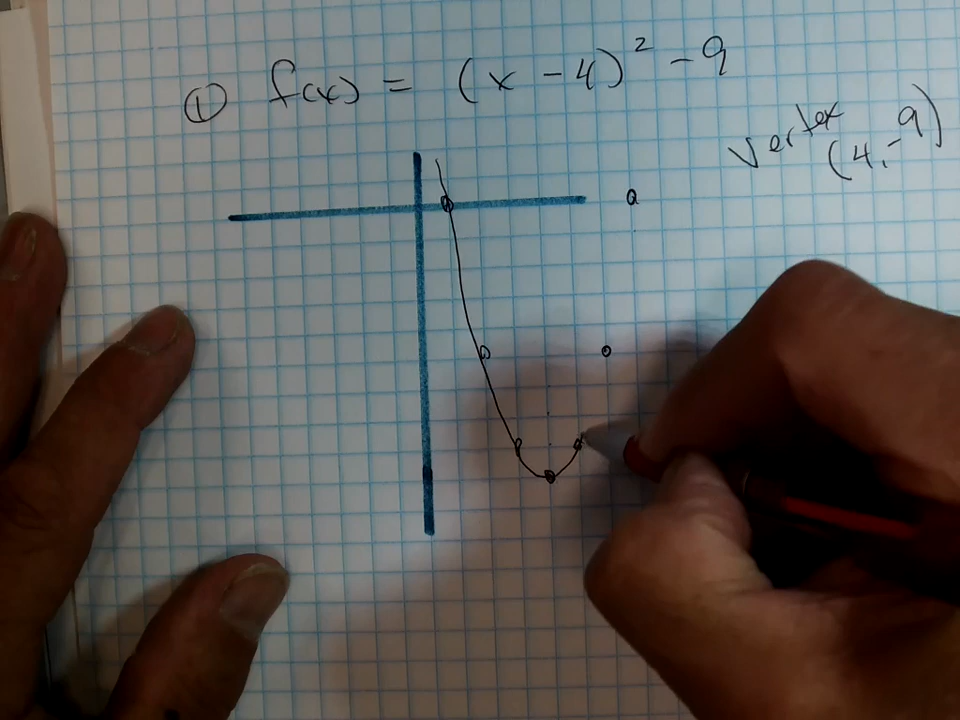 ① f(x) = (x - 4)² - 9
vertex
(4, -9)